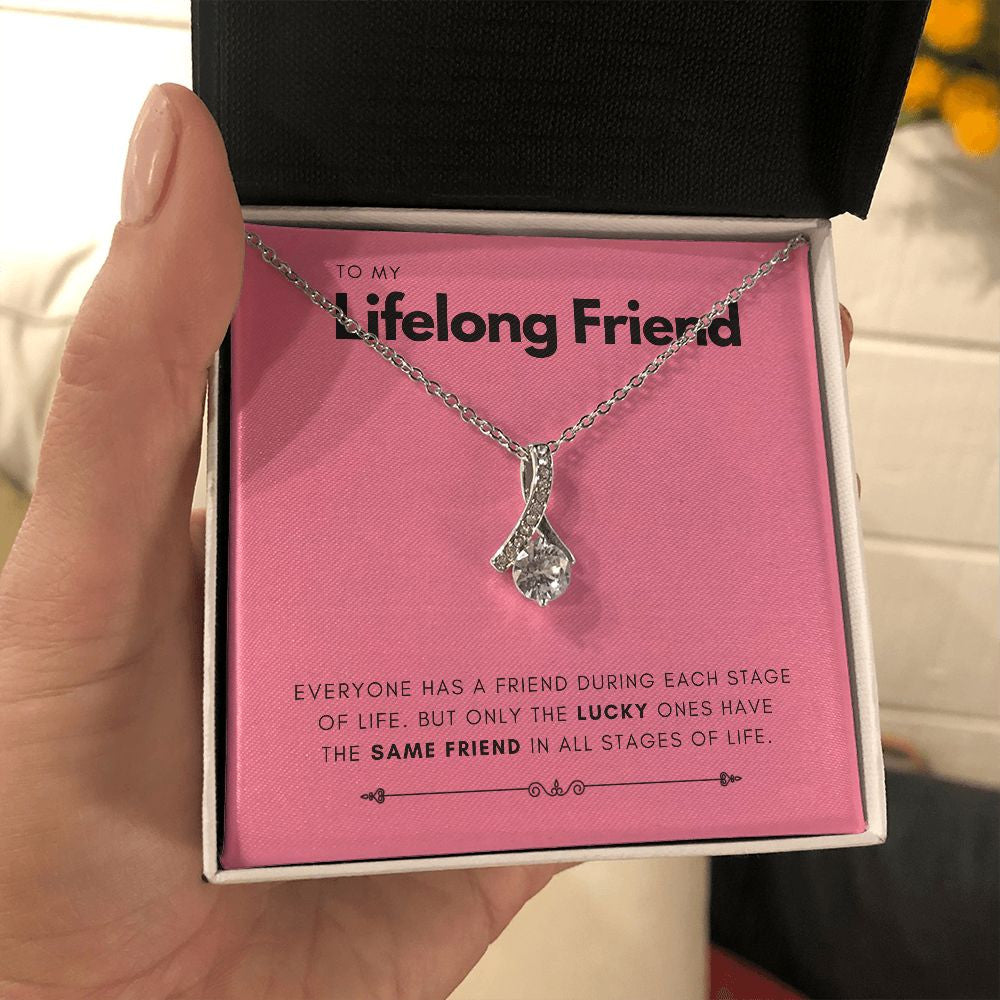 TO MY
Lifelong Friend
EVERYONE HAS A FRIEND DURING EACH STAGE
OF LIFE. BUT ONLY THE LUCKY ONES HAVE
THE SAME FRIEND IN ALL STAGES OF LIFE.